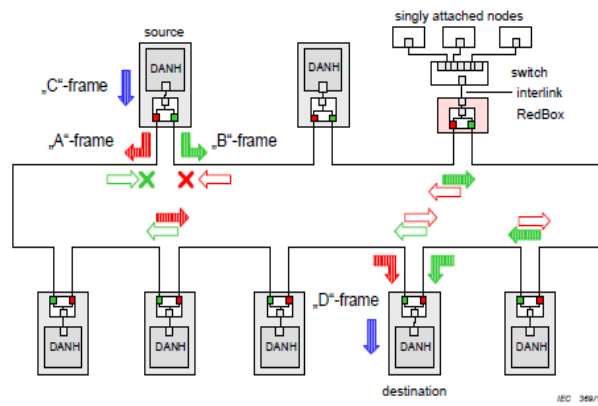 source
singly attached nodes
DANH
DANH
„C“-frame
switch
interlink
RedBox
„A“-frame
„B“-frame
„D“-frame
DANH
DANH
DANH
DANH
DANH
destination
IEC